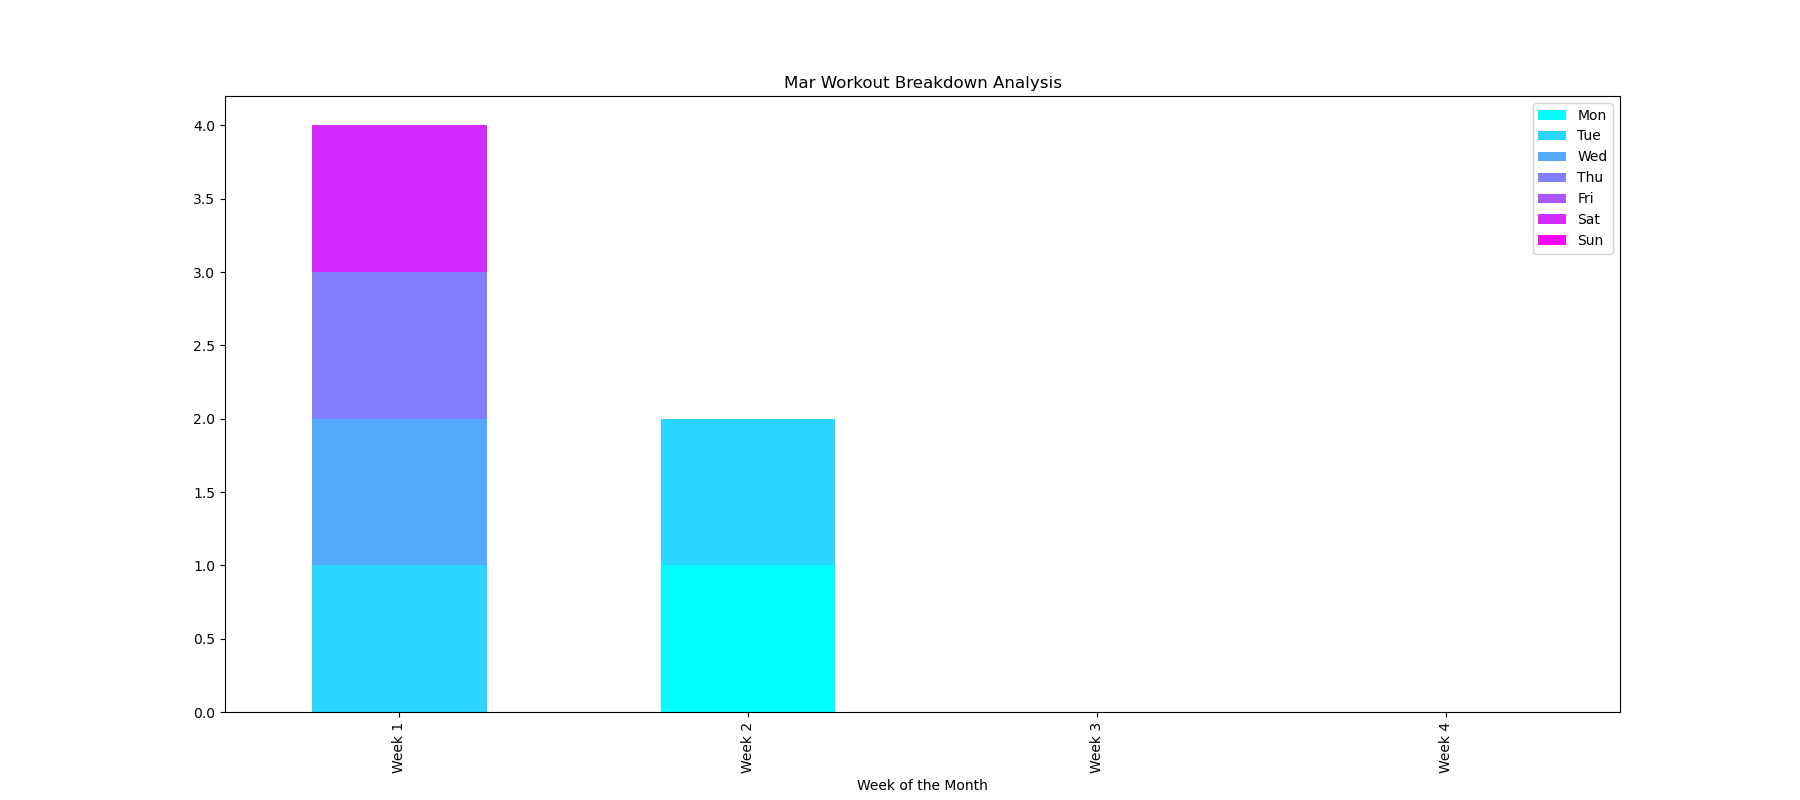 Mar Workout Breakdown Analysis
4.0
3.5
3.0
2.5
2.0
1.5
1.0
0.5
0.0
Mon
Tue
Wed
Thu
Fri
Sat
Sun
Week 1
Week 2
Week 3
Week 4
Week of the Month